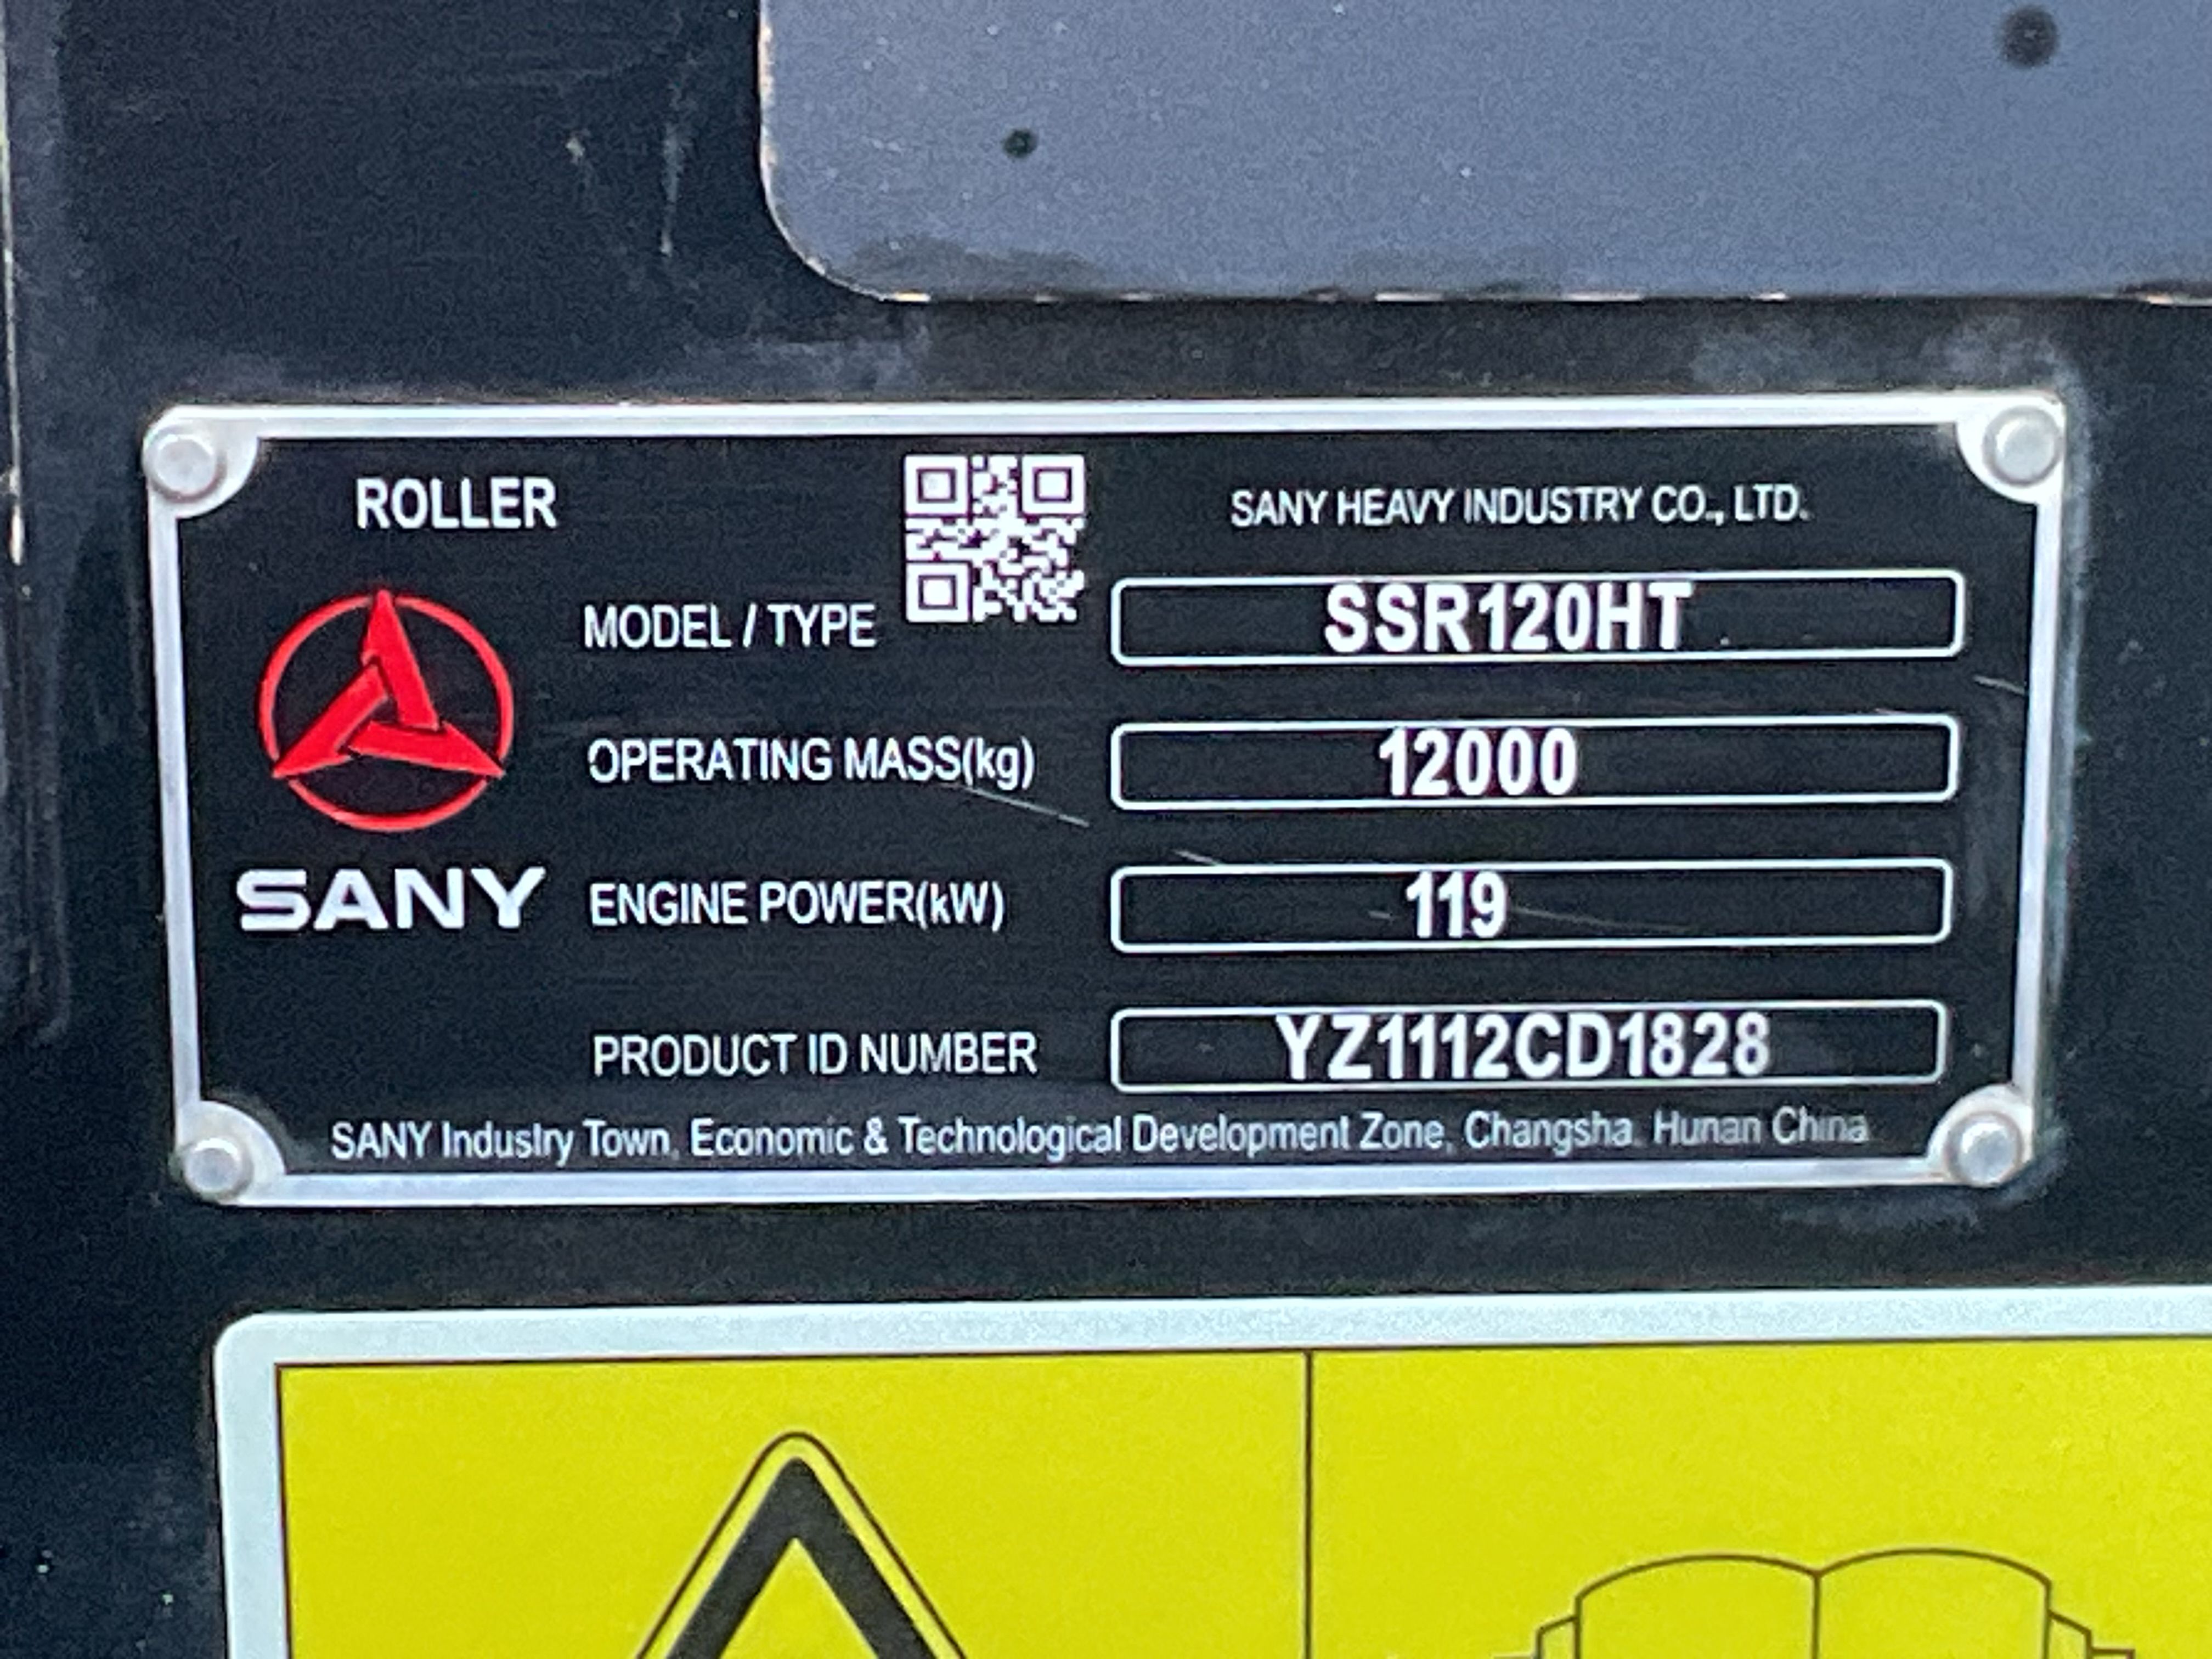 ROLLER
SANY HEAVY INDUSTRY CO., LTD.
MODEL / TYPE SSR120HT
OPERATING MASS(kg) 12000
SANY
ENGINE POWER(kW) 119
PRODUCT ID NUMBER YZ1112CD1828
SANY Industry Town, Economic & Technological Development Zone, Changsha, Hunan China